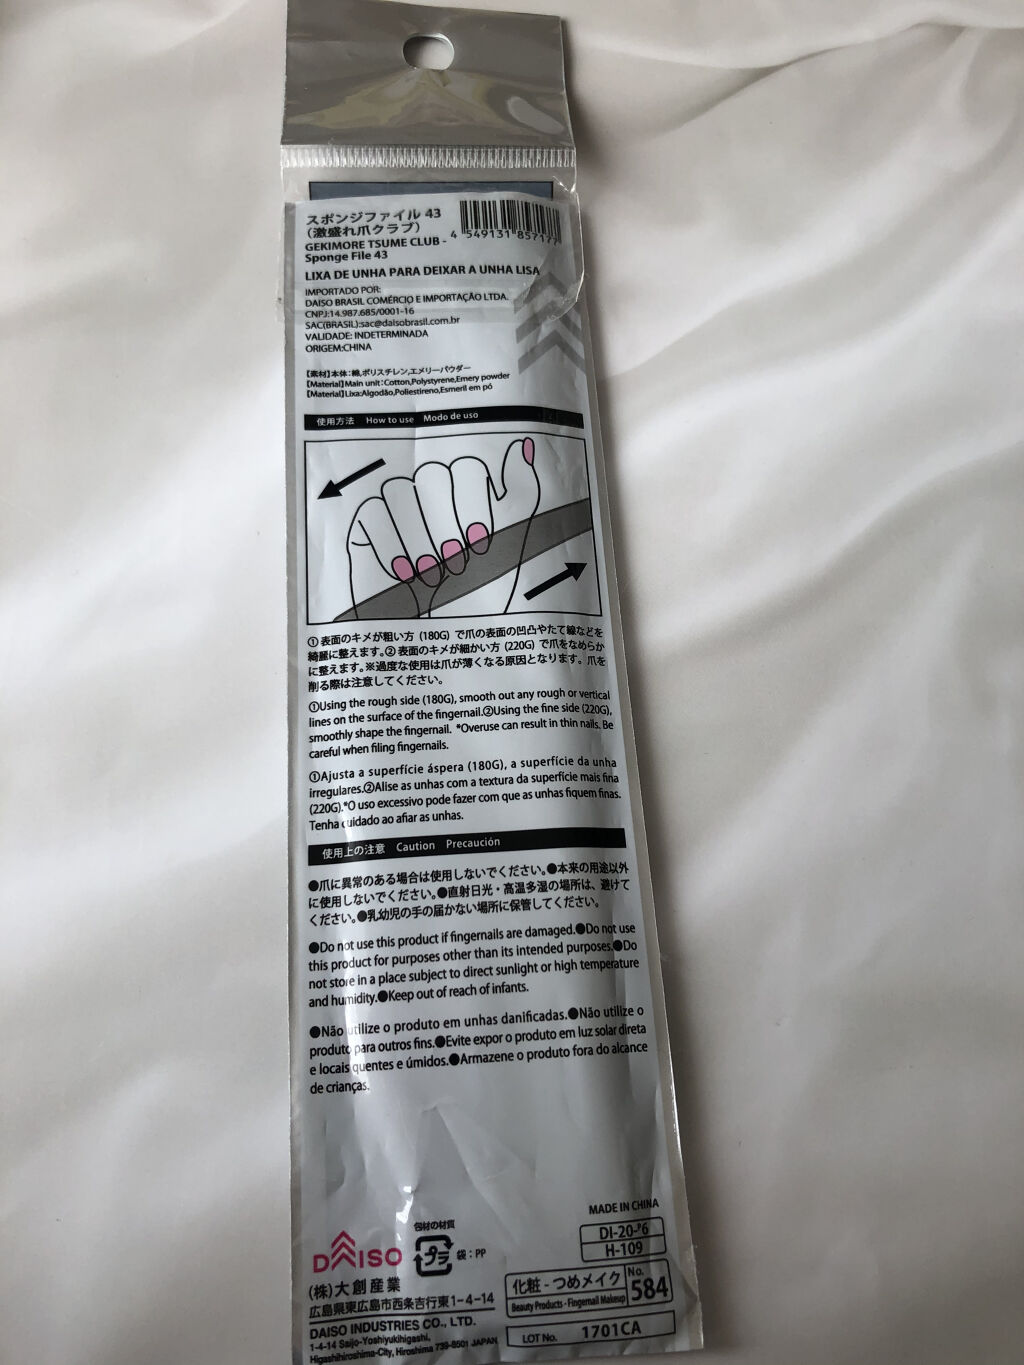 スポンジファイル 43
(激盛れ爪クラブ)
GEKIMORE TSUME CLUB -
Sponge File 43
4 549131 857177
LIXA DE UNHA PARA DEIXAR A UNHA LISA
IMPORTADO POR:
DAISO BRASIL COMÉRCIO E IMPORTAÇÃO LTDA.
CNPJ:14.987.685/0001-16
SAC(BRASIL):sac@daisobrasil.com.br
VALIDADE: INDETERMINADA
ORIGEM:CHINA
【素材】本体:綿,ポリスチレン,エメリーパウダー
【Material】Main unit:Cotton,Polystyrene,Emery powder
【Material】Lixa:Algodão,Poliestireno,Esmeril em pó
使用方法 How to use Modo de uso
①表面のキメが粗い方 (180G) で爪の表面の凹凸やたて線などを
綺麗に整えます。②表面のキメが細かい方 (220G) で爪をなめらか
に整えます。※過度な使用は爪が薄くなる原因となります。爪を
削る際は注意してください。
①Using the rough side (180G), smooth out any rough or vertical
lines on the surface of the fingernail.②Using the fine side (220G),
smoothly shape the fingernail. *Overuse can result in thin nails. Be
careful when filing fingernails.
①Ajusta a superfície áspera (180G), a superfície da unha
irregulares.②Alise as unhas com a textura da superfície mais fina
(220G).*O uso excessivo pode fazer com que as unhas fiquem finas.
Tenha cuidado ao afiar as unhas.
使用上の注意 Caution Precaución
●爪に異常のある場合は使用しないでください。●本来の用途以外
に使用しないでください。●直射日光・高温多湿の場所は、避けて
ください。●乳幼児の手の届かない場所に保管してください。
●Do not use this product if fingernails are damaged.●Do not use
this product for purposes other than its intended purposes.●Do
not store in a place subject to direct sunlight or high temperature
and humidity.●Keep out of reach of infants.
●Não utilize o produto em unhas danificadas.●Não utilize o
produto para outros fins.●Evite expor o produto em luz solar direta
e locais quentes e úmidos.●Armazene o produto fora do alcance
de crianças.
MADE IN CHINA
包材の材質
プラ 袋:PP
DI-20-#6
H-109
DAISO
(株)大創産業
広島県東広島市西条吉行東1-4-14
DAISO INDUSTRIES CO., LTD.
1-4-14 Saijo-Yoshiyukihigashi,
Higashihiroshima-City, Hiroshima 739-8501 JAPAN
化粧 - つめメイク
Beauty Products - Fingernail Makeup
No.
584
LOT No. 1701CA